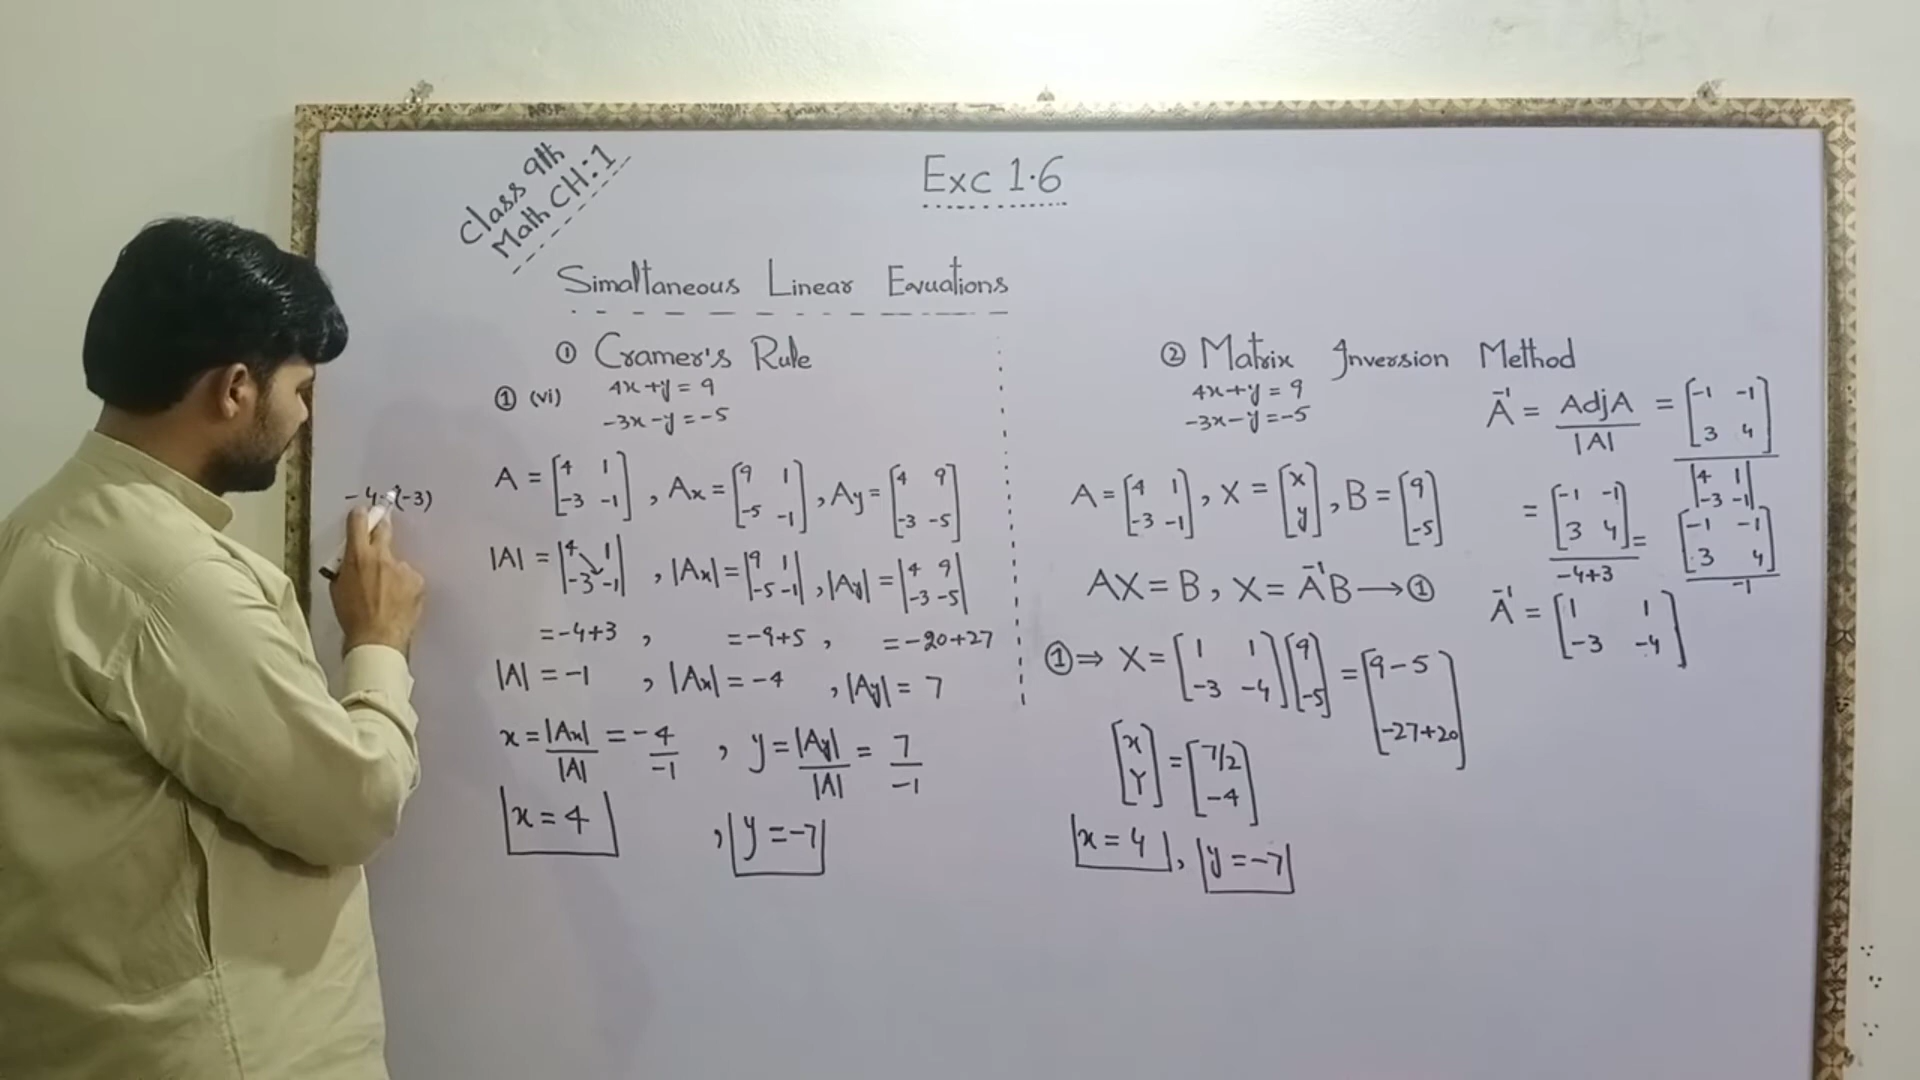 Class 9th
Math CH:1
Exc 1.6
Simaltaneous Linear Equations
① Cramer's Rule
① (vi) 4x+y = 9
-3x-y = -5
-4-(-3)
A = [4 1 -3 -1], Ax = [9 1 -5 -1], Ay = [4 9 -3 -5]
|A| = |4 1 -3 -1|, |Ax| = |9 1 -5 -1|, |Ay| = |4 9 -3 -5|
= -4+3, = -9+5, = -20+27
|A| = -1, |Ax| = -4, |Ay| = 7
x = |Ax|/|A| = -4/-1, y = |Ay|/|A| = 7/-1
x = 4, y = -7
② Matrix Inversion Method
4x+y = 9
-3x-y = -5
A = [4 1 -3 -1], X = [x y], B = [9 -5]
AX = B, X = A⁻¹B → ①
① ⇒ X = [1 1 -3 -4][9 -5] = [9-5 -27+20]
[x Y] = [7/2 -4]
x = 4, y = -7
A⁻¹ = AdjA/|A| = [-1 -1 3 4]/|4 1 -3 -1|
= [-1 -1 3 4]/-4+3 = [-1 -1 3 4]/-1
A⁻¹ = [1 1 -3 -4]